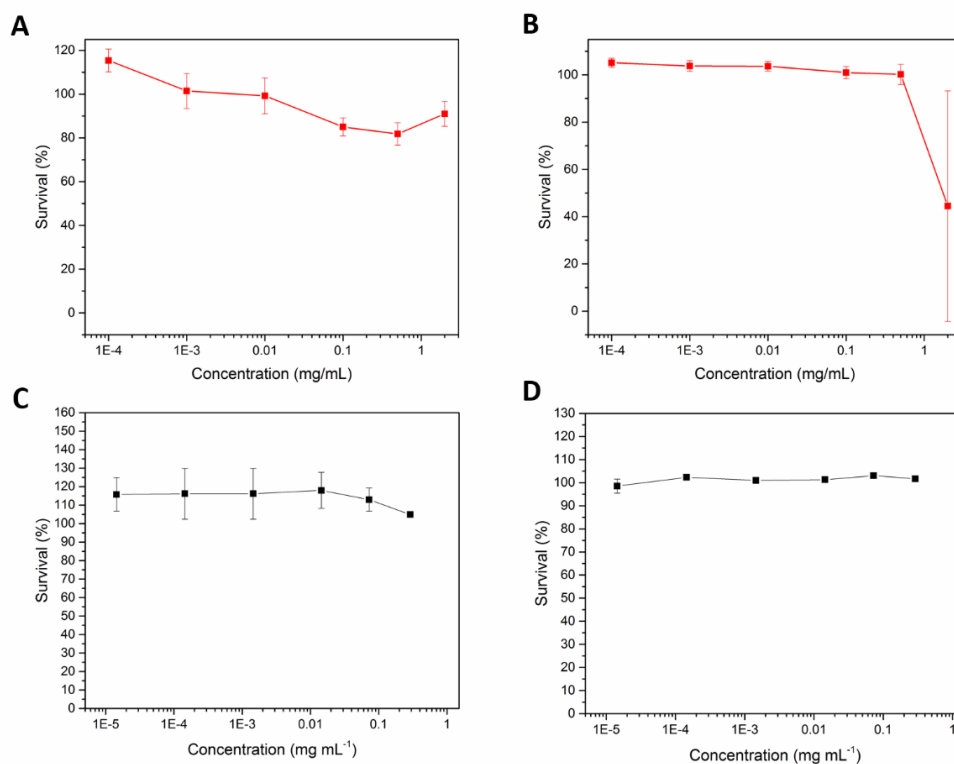 A
120
100
80
60
40
20
0
Survival (%)
1E-4 1E-3 0.01 0.1 1
Concentration (mg/mL)
B
100
80
60
40
20
0
Survival (%)
1E-4 1E-3 0.01 0.1 1
Concentration (mg/mL)
C
160
150
140
130
120
110
100
90
80
70
60
50
40
30
20
10
0
Survival (%)
1E-5 1E-4 1E-3 0.01 0.1 1
Concentration (mg mL⁻¹)
D
130
120
110
100
90
80
70
60
50
40
30
20
10
0
Survival (%)
1E-5 1E-4 1E-3 0.01 0.1 1
Concentration (mg mL⁻¹)